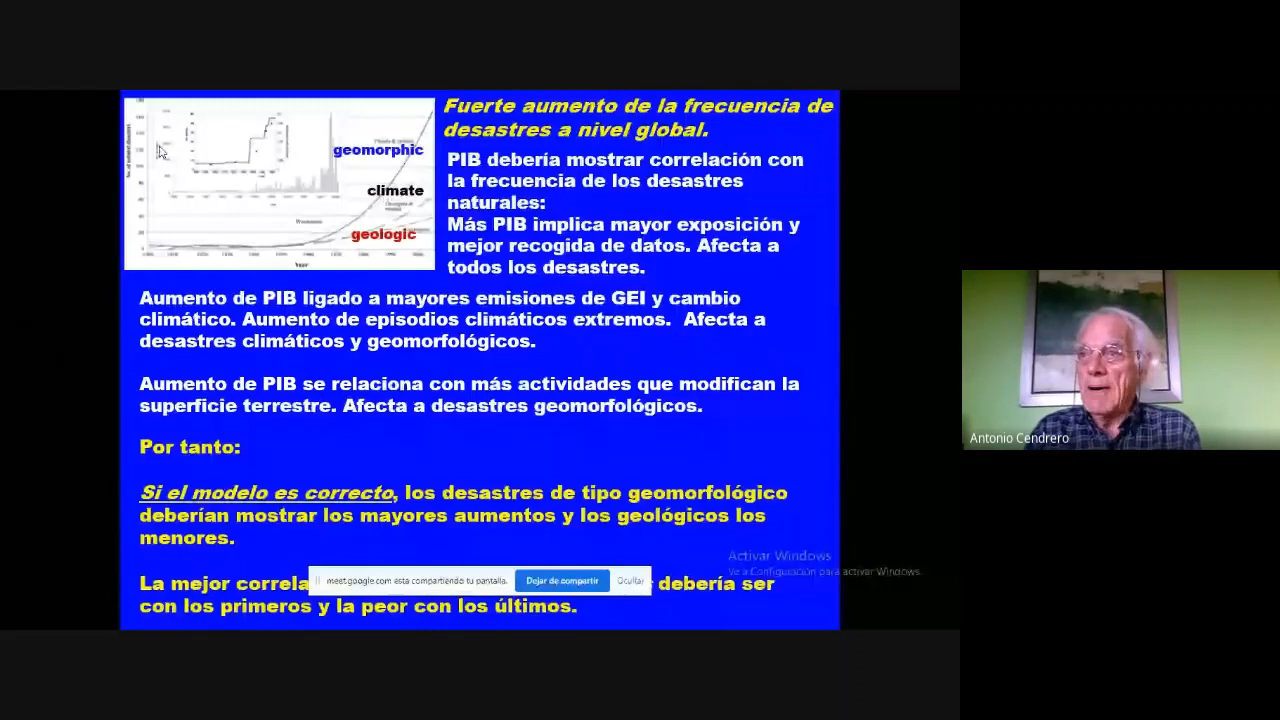 Fuerte aumento de la frecuencia de
desastres a nivel global.
geomorphic
climate
geologic
PIB debería mostrar correlación con
la frecuencia de los desastres
naturales:
Más PIB implica mayor exposición y
mejor recogida de datos. Afecta a
todos los desastres.
Aumento de PIB ligado a mayores emisiones de GEI y cambio
climático. Aumento de episodios climáticos extremos. Afecta a
desastres climáticos y geomorfológicos.
Aumento de PIB se relaciona con más actividades que modifican la
superficie terrestre. Afecta a desastres geomorfológicos.
Por tanto:
Si el modelo es correcto, los desastres de tipo geomorfológico
deberían mostrar los mayores aumentos y los geológicos los
menores.
La mejor correla debería ser
con los primeros y la peor con los últimos.
meet.google.com está compartiendo tu pantalla.
Dejar de compartir
Ocultar
Activar Windows
Ve a Configuración para activar Windows.
Antonio Cendrero